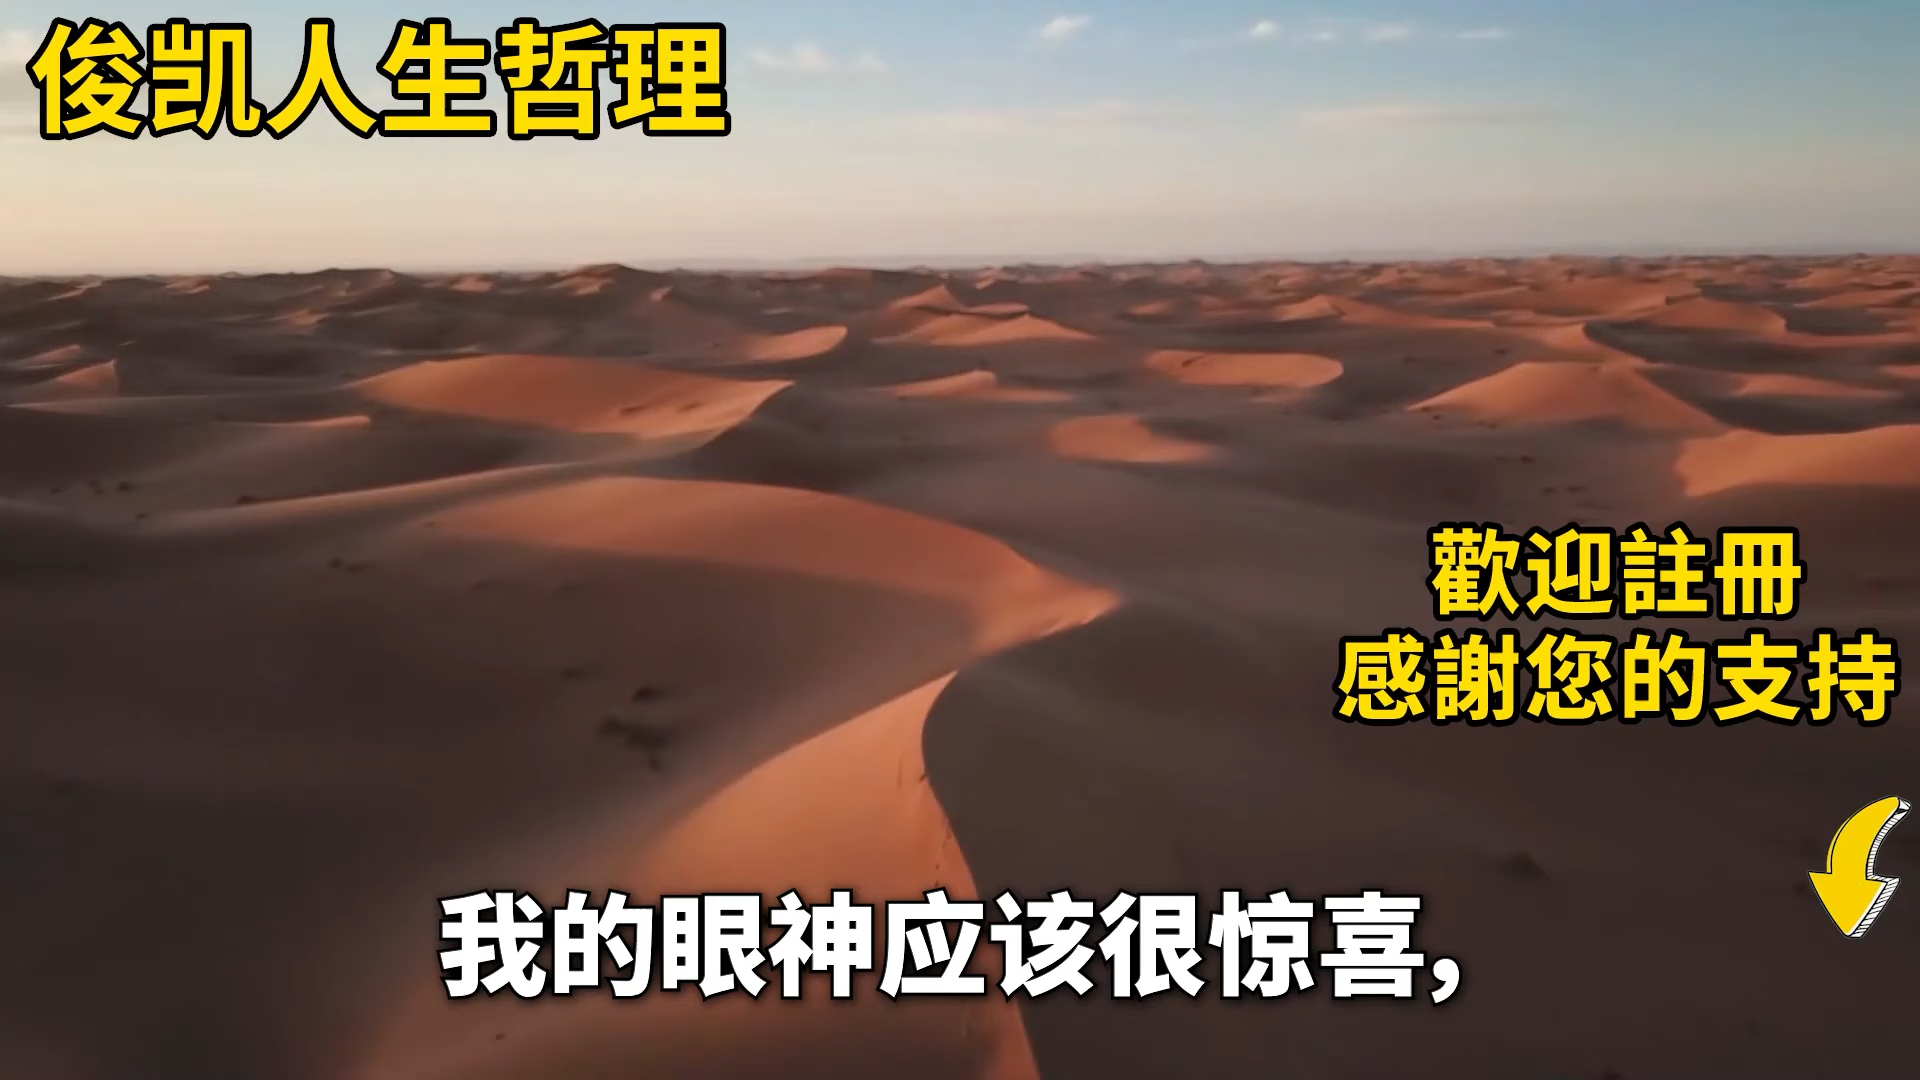 俊凯人生哲理
歡迎註冊
感謝您的支持
我的眼神应该很惊喜,